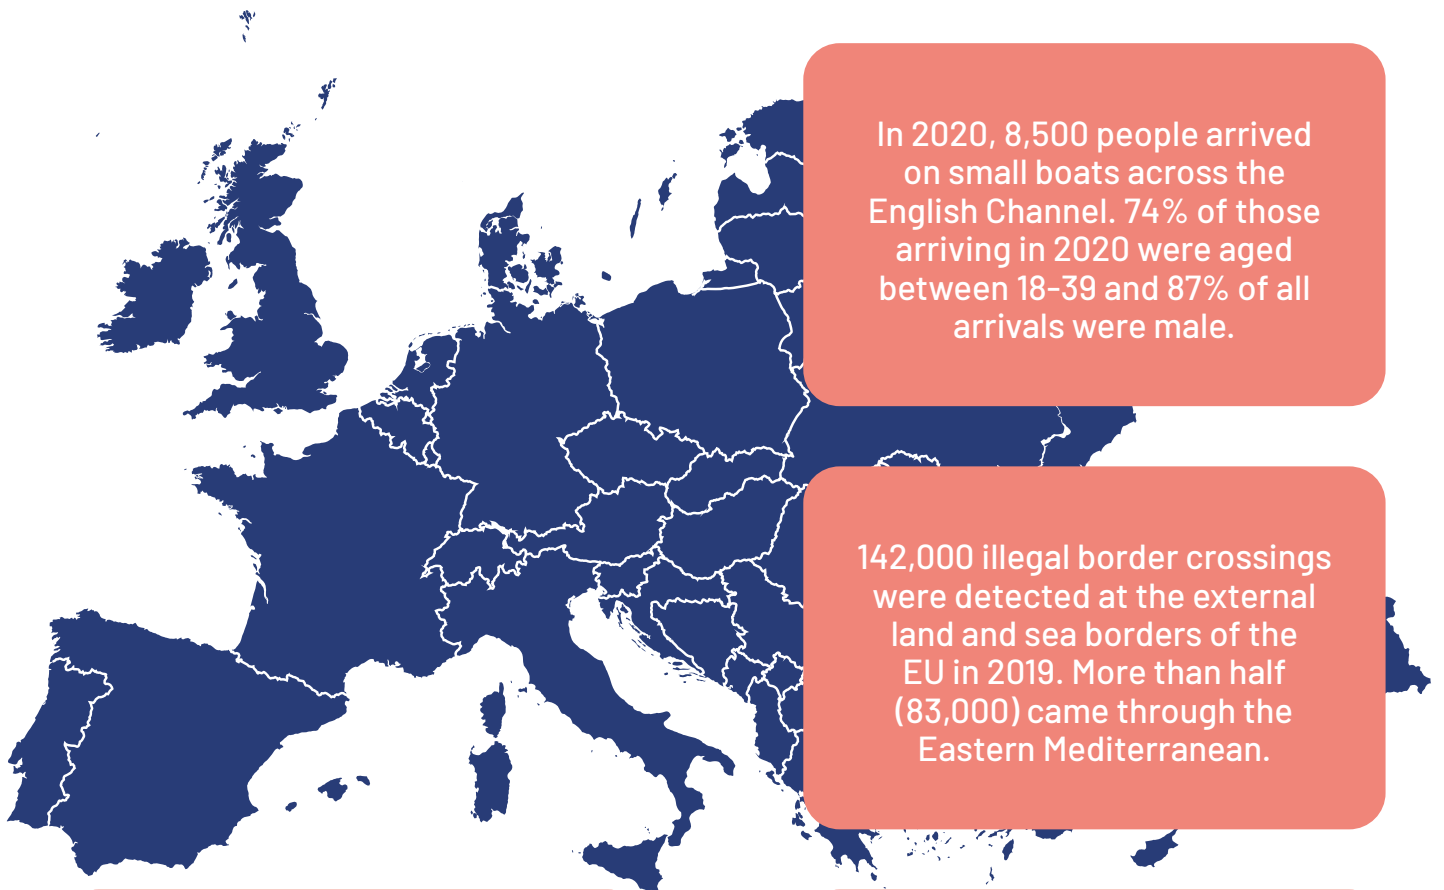 In 2020, 8,500 people arrived
on small boats across the
English Channel. 74% of those
arriving in 2020 were aged
between 18-39 and 87% of all
arrivals were male.
142,000 illegal border crossings
were detected at the external
land and sea borders of the
EU in 2019. More than half
(83,000) came through the
Eastern Mediterranean.